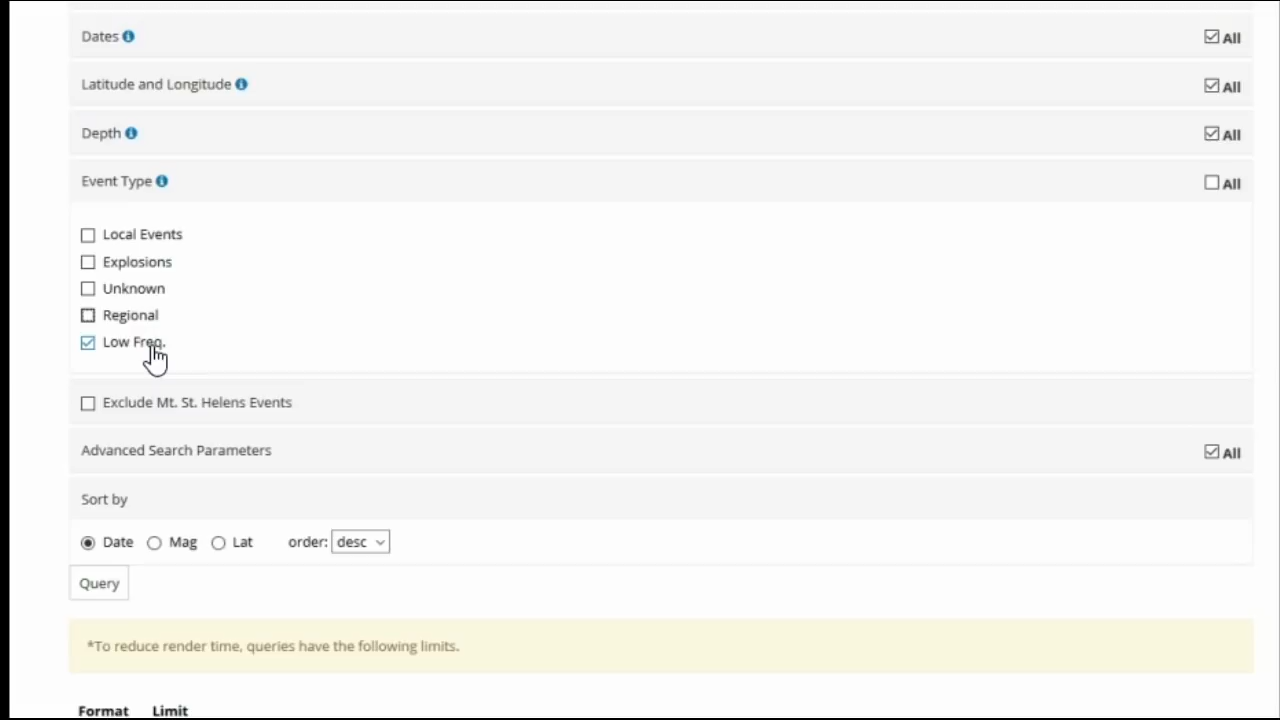 Dates All
Latitude and Longitude All
Depth All
Event Type All
Local Events
Explosions
Unknown
Regional
Low Freq.
Exclude Mt. St. Helens Events
Advanced Search Parameters All
Sort by
Date Mag Lat order: desc
Query
*To reduce render time, queries have the following limits.
Format Limit